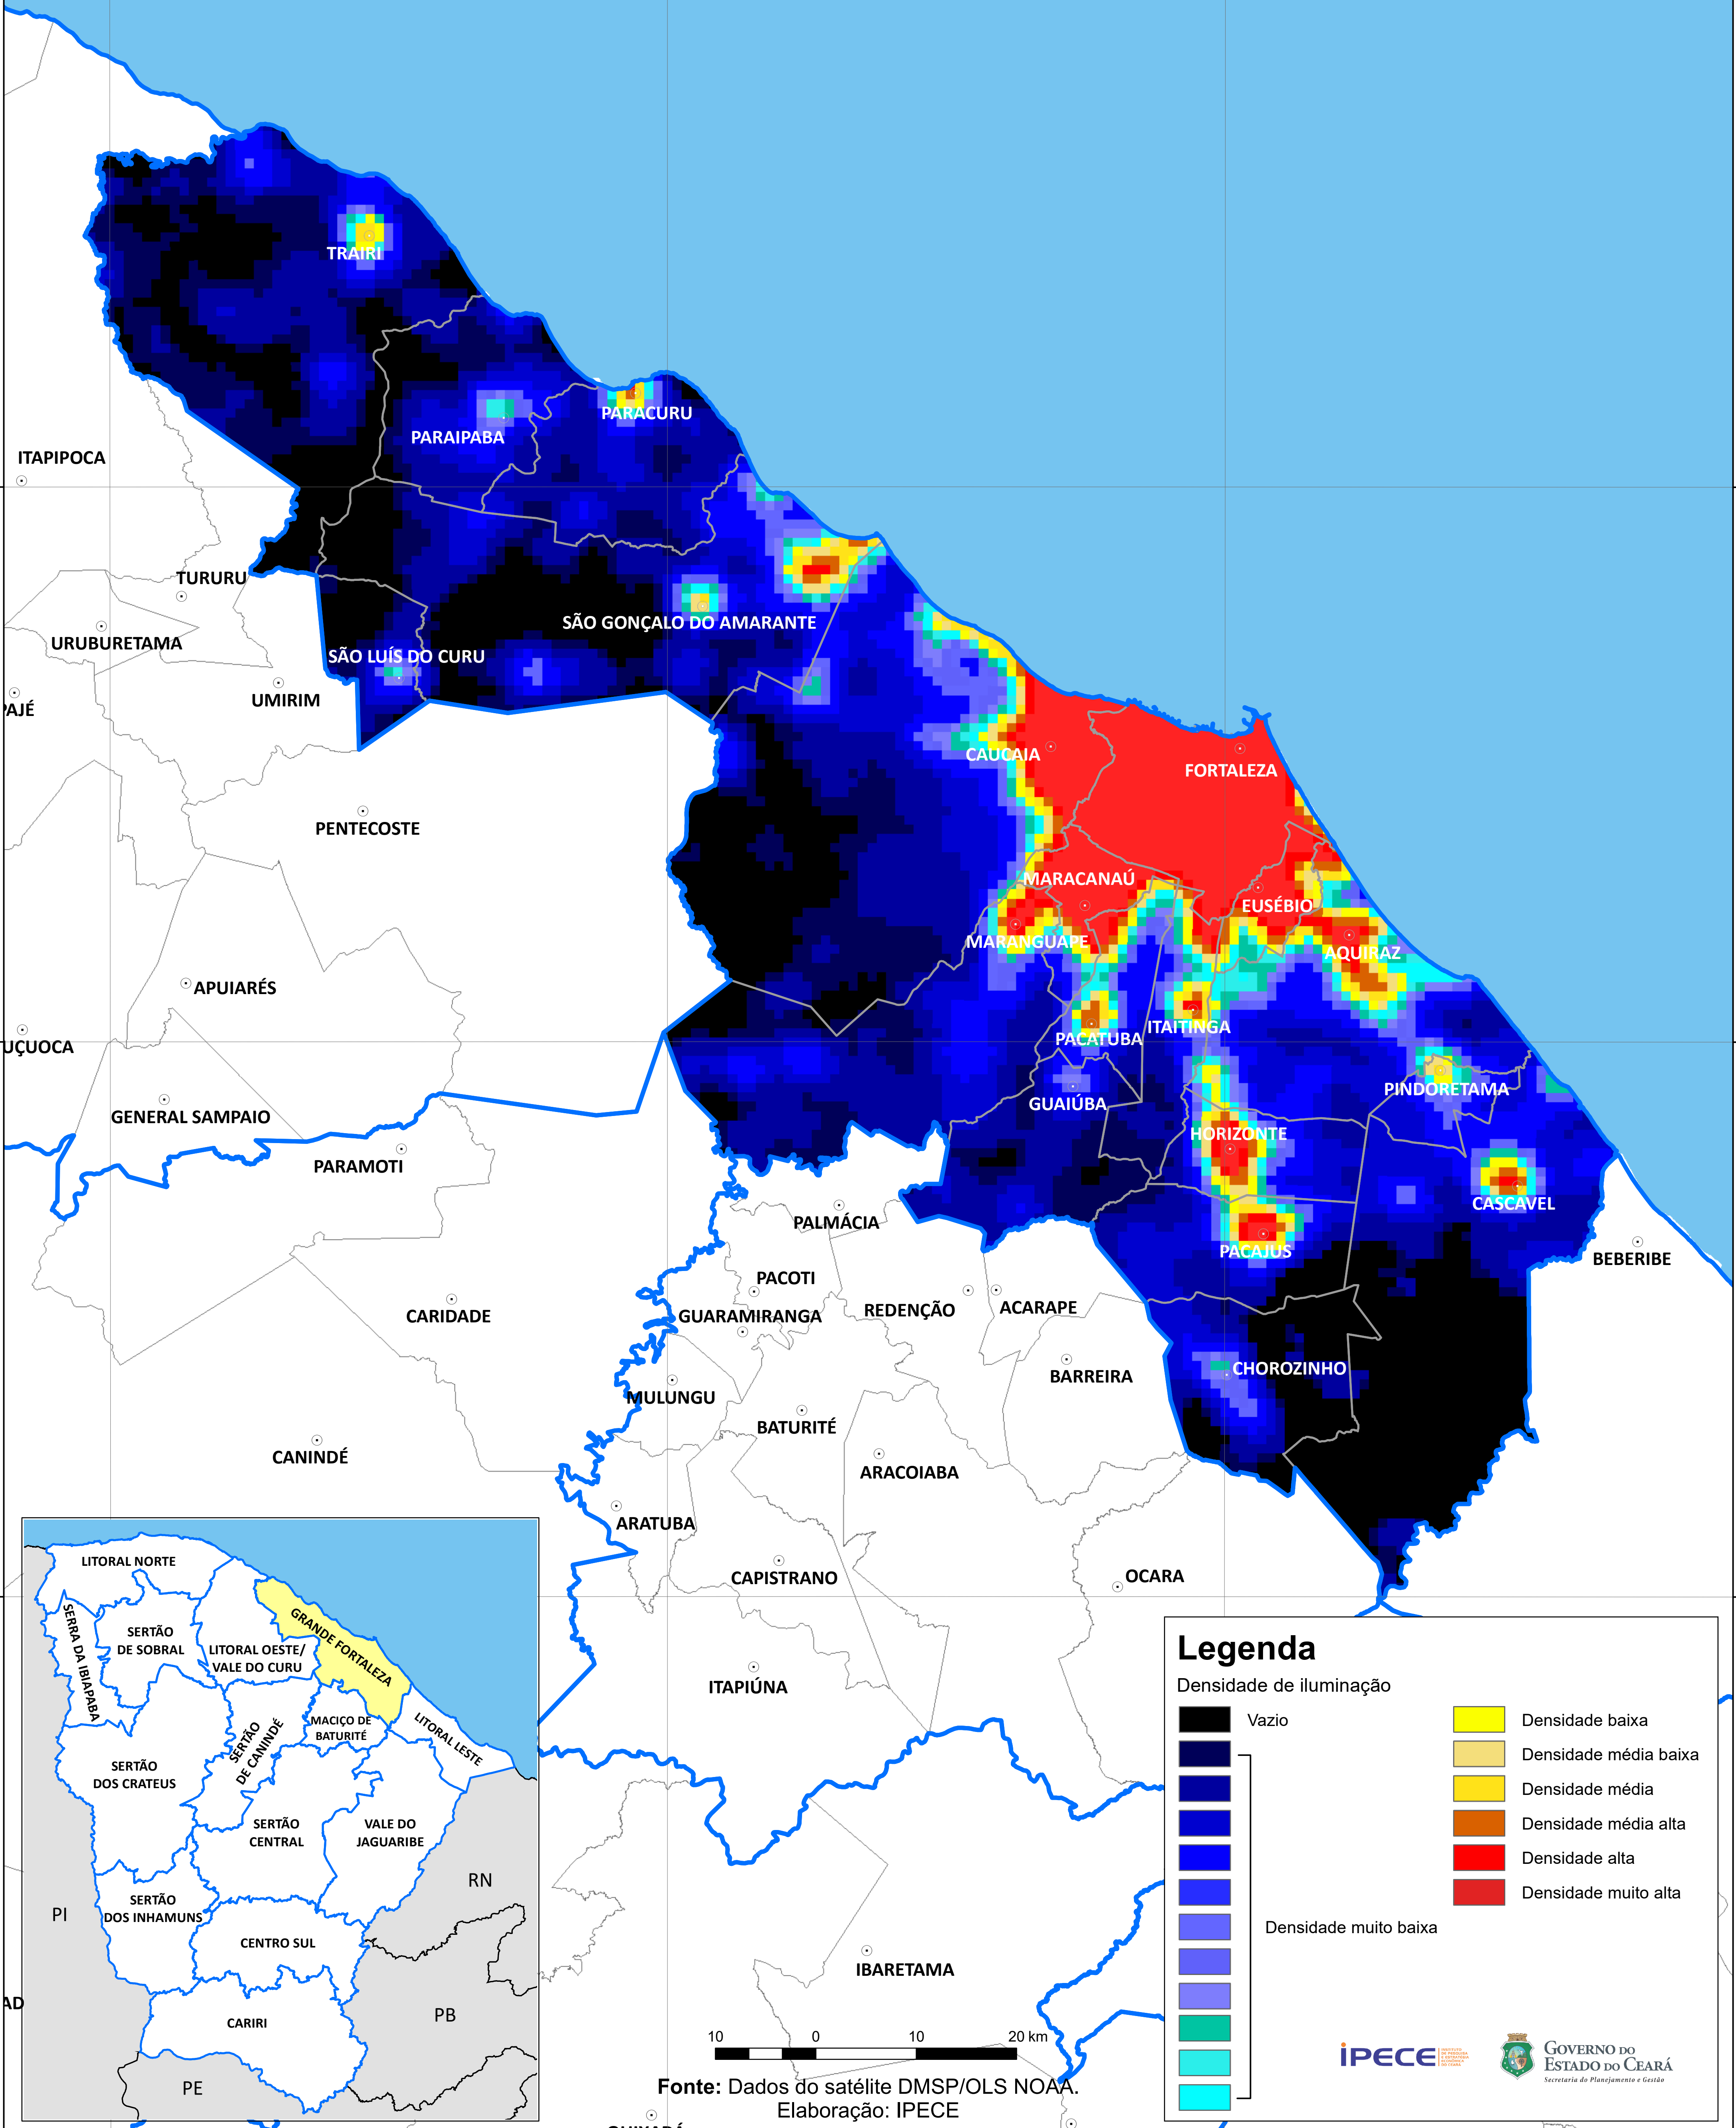 TRAIRI
PARACURU
PARAIPABA
ITAPIPOCA
TURURU
SÃO GONÇALO DO AMARANTE
URUBURETAMA
SÃO LUÍS DO CURU
UMIRIM
PAJÉ
CAUCAIA
FORTALEZA
PENTECOSTE
MARACANAÚ
EUSÉBIO
MARANGUAPE
AQUIRAZ
APUIARÉS
ITAITINGA
PACATUBA
UÇUOCA
PINDORETAMA
GUAIÚBA
GENERAL SAMPAIO
HORIZONTE
PARAMOTI
CASCAVEL
PALMÁCIA
PACAJUS
BEBERIBE
PACOTI
REDENÇÃO
ACARAPE
CARIDADE
GUARAMIRANGA
CHOROZINHO
BARREIRA
MULUNGU
BATURITÉ
CANINDÉ
ARACOIABA
ARATUBA
CAPISTRANO
OCARA
ITAPIÚNA
IBARETAMA
AD
LITORAL NORTE
SERRA DA IBIAPABA
SERTÃO
DE SOBRAL
LITORAL OESTE/
VALE DO CURU
GRANDE FORTALEZA
MACIÇO DE
BATURITÉ
LITORAL LESTE
SERTÃO
DE CANINDÉ
SERTÃO
DOS CRATEUS
SERTÃO
CENTRAL
VALE DO
JAGUARIBE
RN
SERTÃO
DOS INHAMUNS
PI
CENTRO SUL
PB
CARIRI
PE
Legenda
Densidade de iluminação
Vazio
Densidade muito baixa
Densidade baixa
Densidade média baixa
Densidade média
Densidade média alta
Densidade alta
Densidade muito alta
10 0 10 20 km
Fonte: Dados do satélite DMSP/OLS NOAA.
Elaboração: IPECE
iPECE
GOVERNO DO
ESTADO DO CEARÁ
Secretaria do Planejamento e Gestão